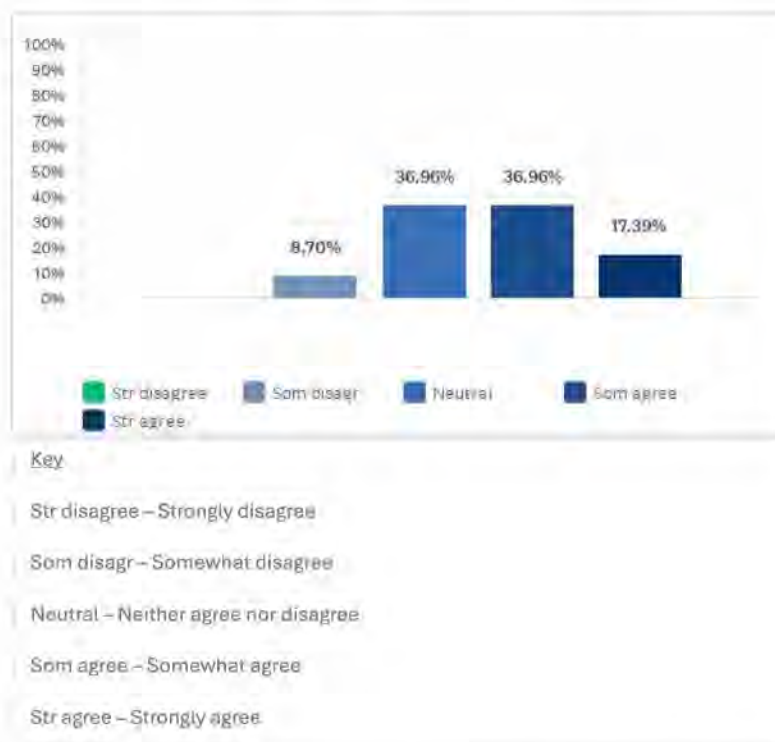 100%
90%
80%
70%
60%
50%
40%
30%
20%
10%
0%
8.70%
36.96%
36.96%
17.39%
Str disagree Som disagr Neutral Som agree
Str agree
Key
Str disagree – Strongly disagree
Som disagr – Somewhat disagree
Neutral – Neither agree nor disagree
Som agree – Somewhat agree
Str agree – Strongly agree